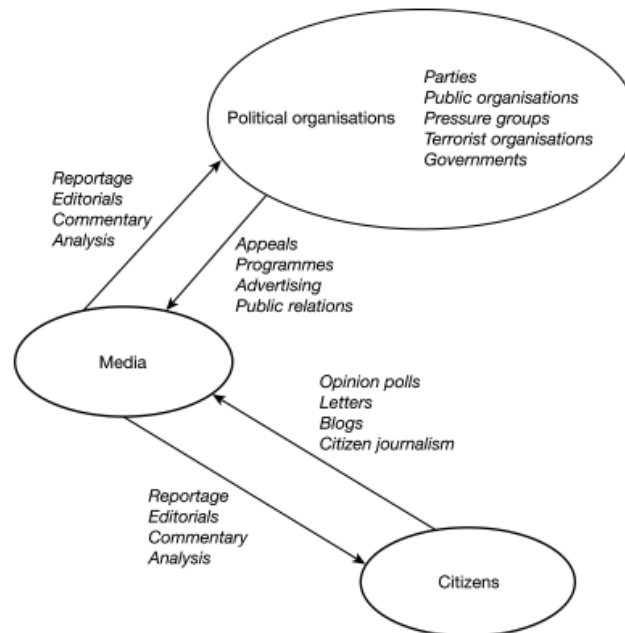 Political organisations
Parties
Public organisations
Pressure groups
Terrorist organisations
Governments
Reportage
Editorials
Commentary
Analysis
Appeals
Programmes
Advertising
Public relations
Media
Opinion polls
Letters
Blogs
Citizen journalism
Reportage
Editorials
Commentary
Analysis
Citizens